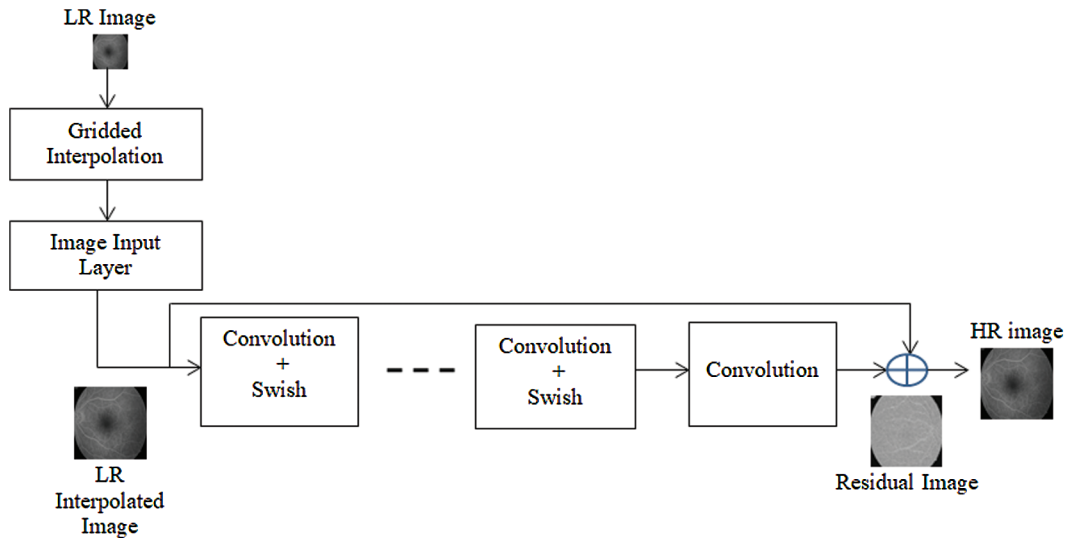 LR Image
Gridded
Interpolation
Image Input
Layer
Convolution
+
Swish
Convolution
+
Swish
Convolution
HR image
LR
Interpolated
Image
Residual Image